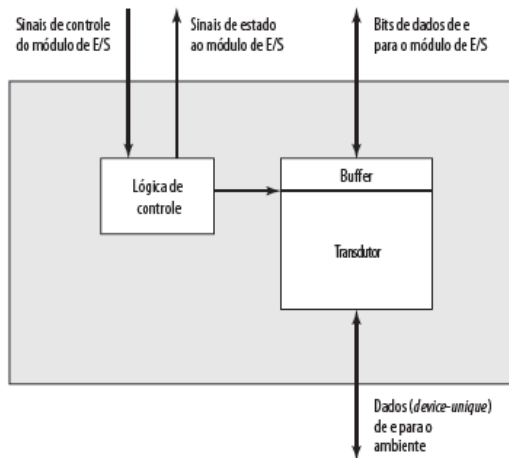 Sinais de controle
do módulo de E/S
Sinais de estado
ao módulo de E/S
Bits de dados de e
para o módulo de E/S
Lógica de
controle
Buffer
Transdutor
Dados (device-unique)
de e para o
ambiente